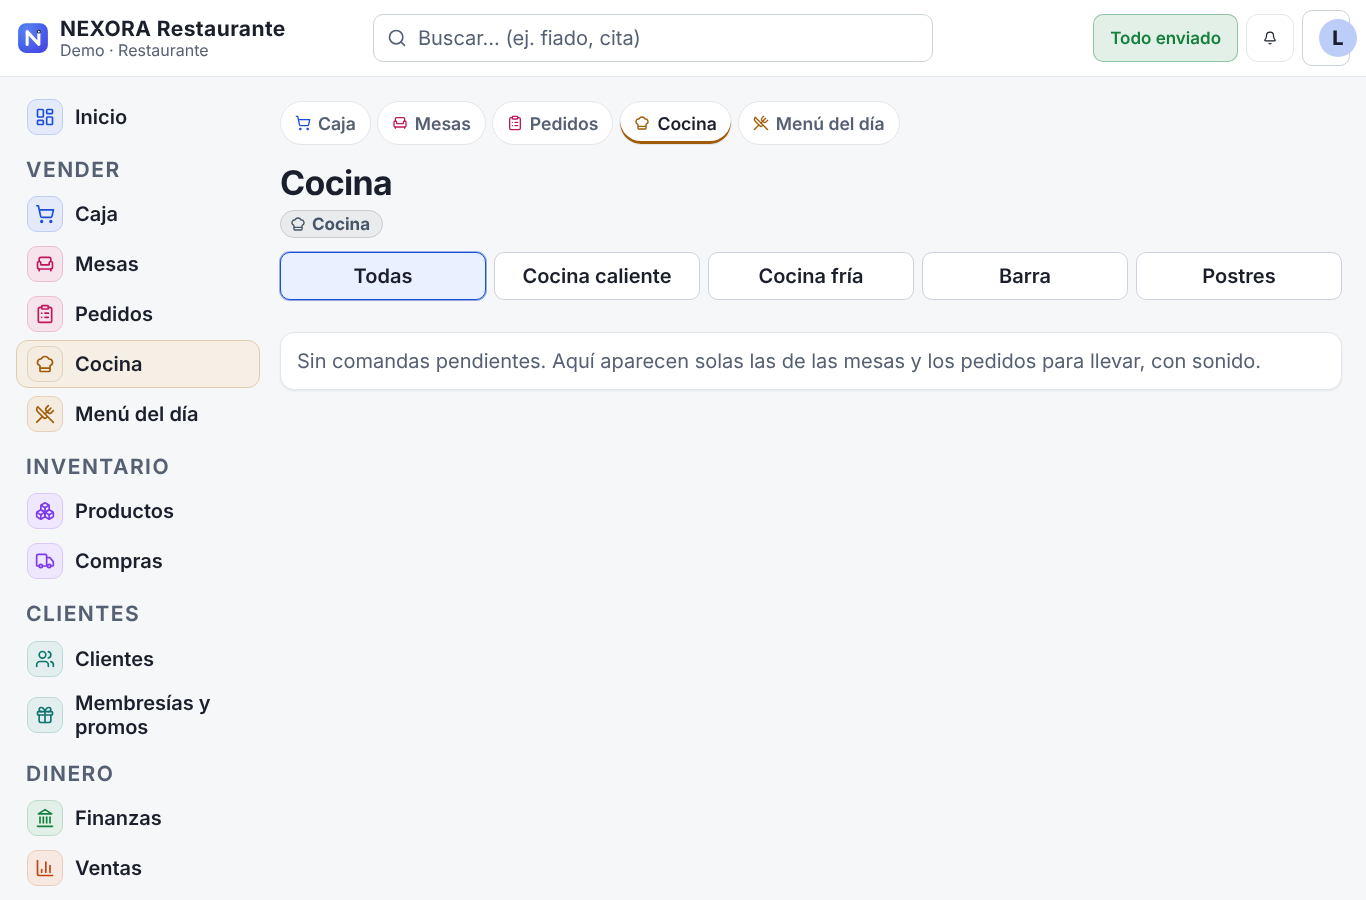 NEXORA Restaurante
Demo · Restaurante
Buscar... (ej. fiado, cita)
Todo enviado
L
Inicio
VENDER
Caja
Mesas
Pedidos
Cocina
Menú del día
INVENTARIO
Productos
Compras
CLIENTES
Clientes
Membresías y
promos
DINERO
Finanzas
Ventas
Caja
Mesas
Pedidos
Cocina
Menú del día
Cocina
Cocina
Todas
Cocina caliente
Cocina fría
Barra
Postres
Sin comandas pendientes. Aquí aparecen solas las de las mesas y los pedidos para llevar, con sonido.